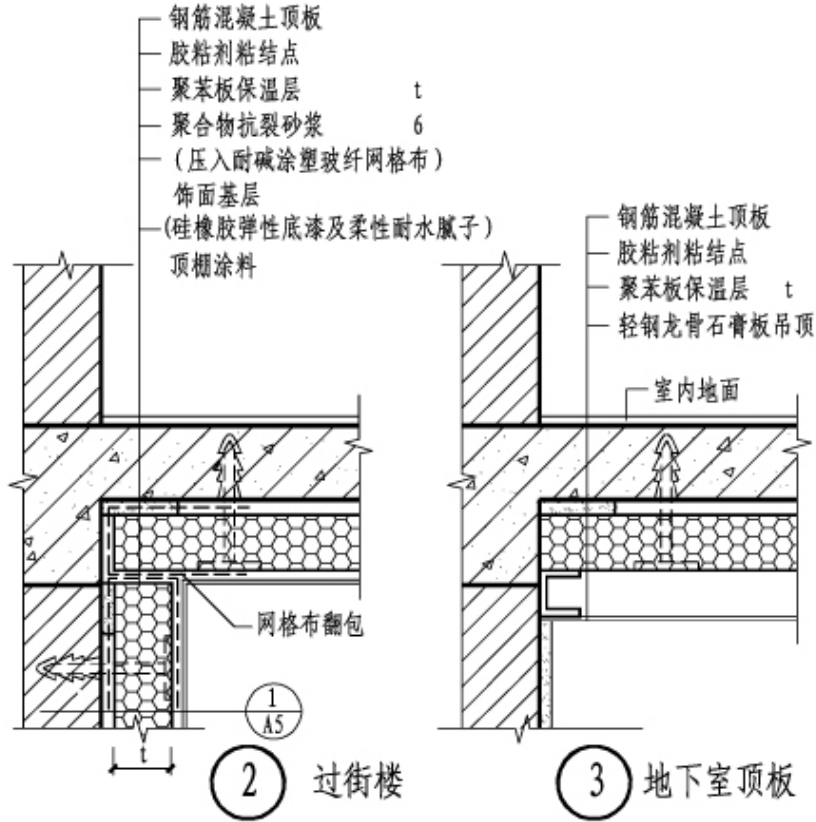 钢筋混凝土顶板
胶粘剂粘结点
聚苯板保温层 t
聚合物抗裂砂浆 6
(压入耐碱涂塑玻纤网格布)
饰面基层
(硅橡胶弹性底漆及柔性耐水腻子)
顶棚涂料
网格布翻包
1
A5
t
2 过街楼
钢筋混凝土顶板
胶粘剂粘结点
聚苯板保温层 t
轻钢龙骨石膏板吊顶
室内地面
3 地下室顶板